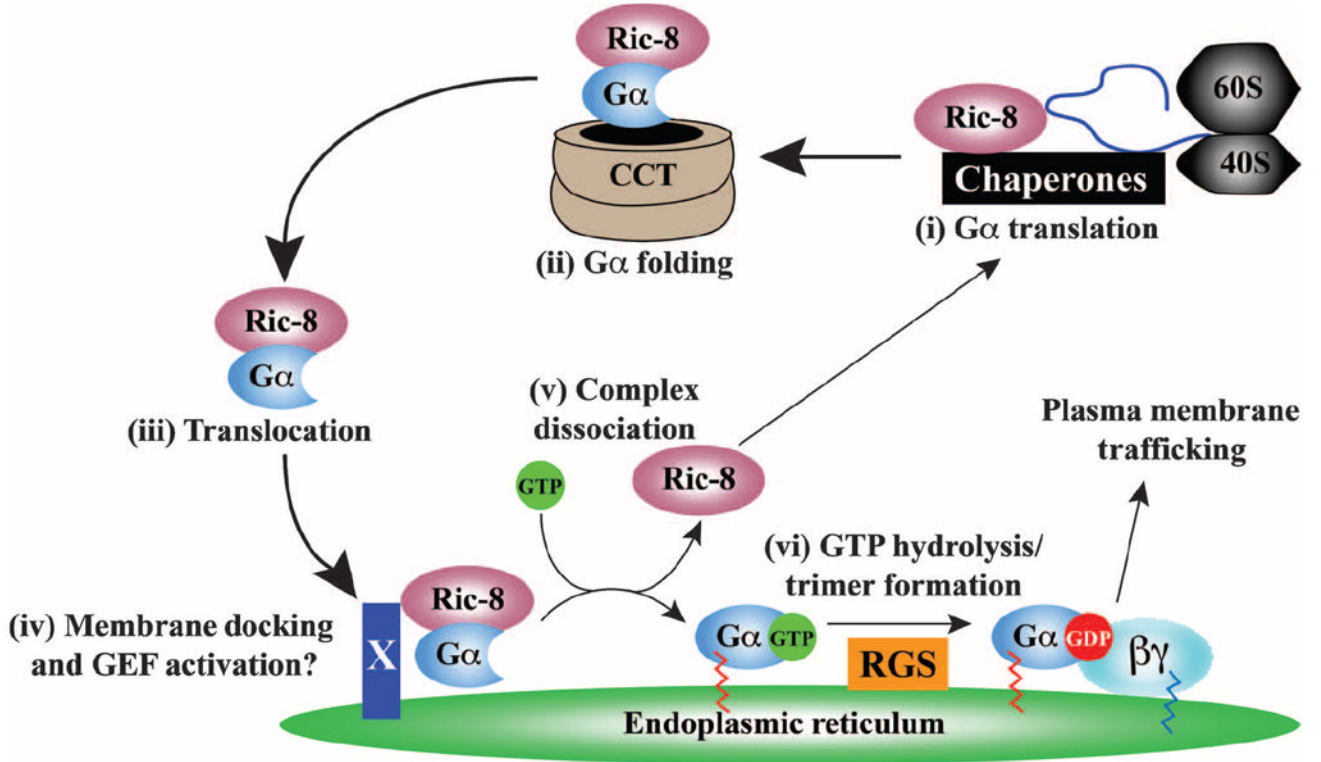 Ric-8
Gα
CCT
(ii) Gα folding
Ric-8
60S
40S
Chaperones
(i) Gα translation
Ric-8
Gα
(iii) Translocation
(iv) Membrane docking
and GEF activation?
X
Ric-8
Gα
(v) Complex
dissociation
GTP
Ric-8
Gα
GTP
(vi) GTP hydrolysis/
trimer formation
RGS
Gα
GDP
βγ
Plasma membrane
trafficking
Endoplasmic reticulum